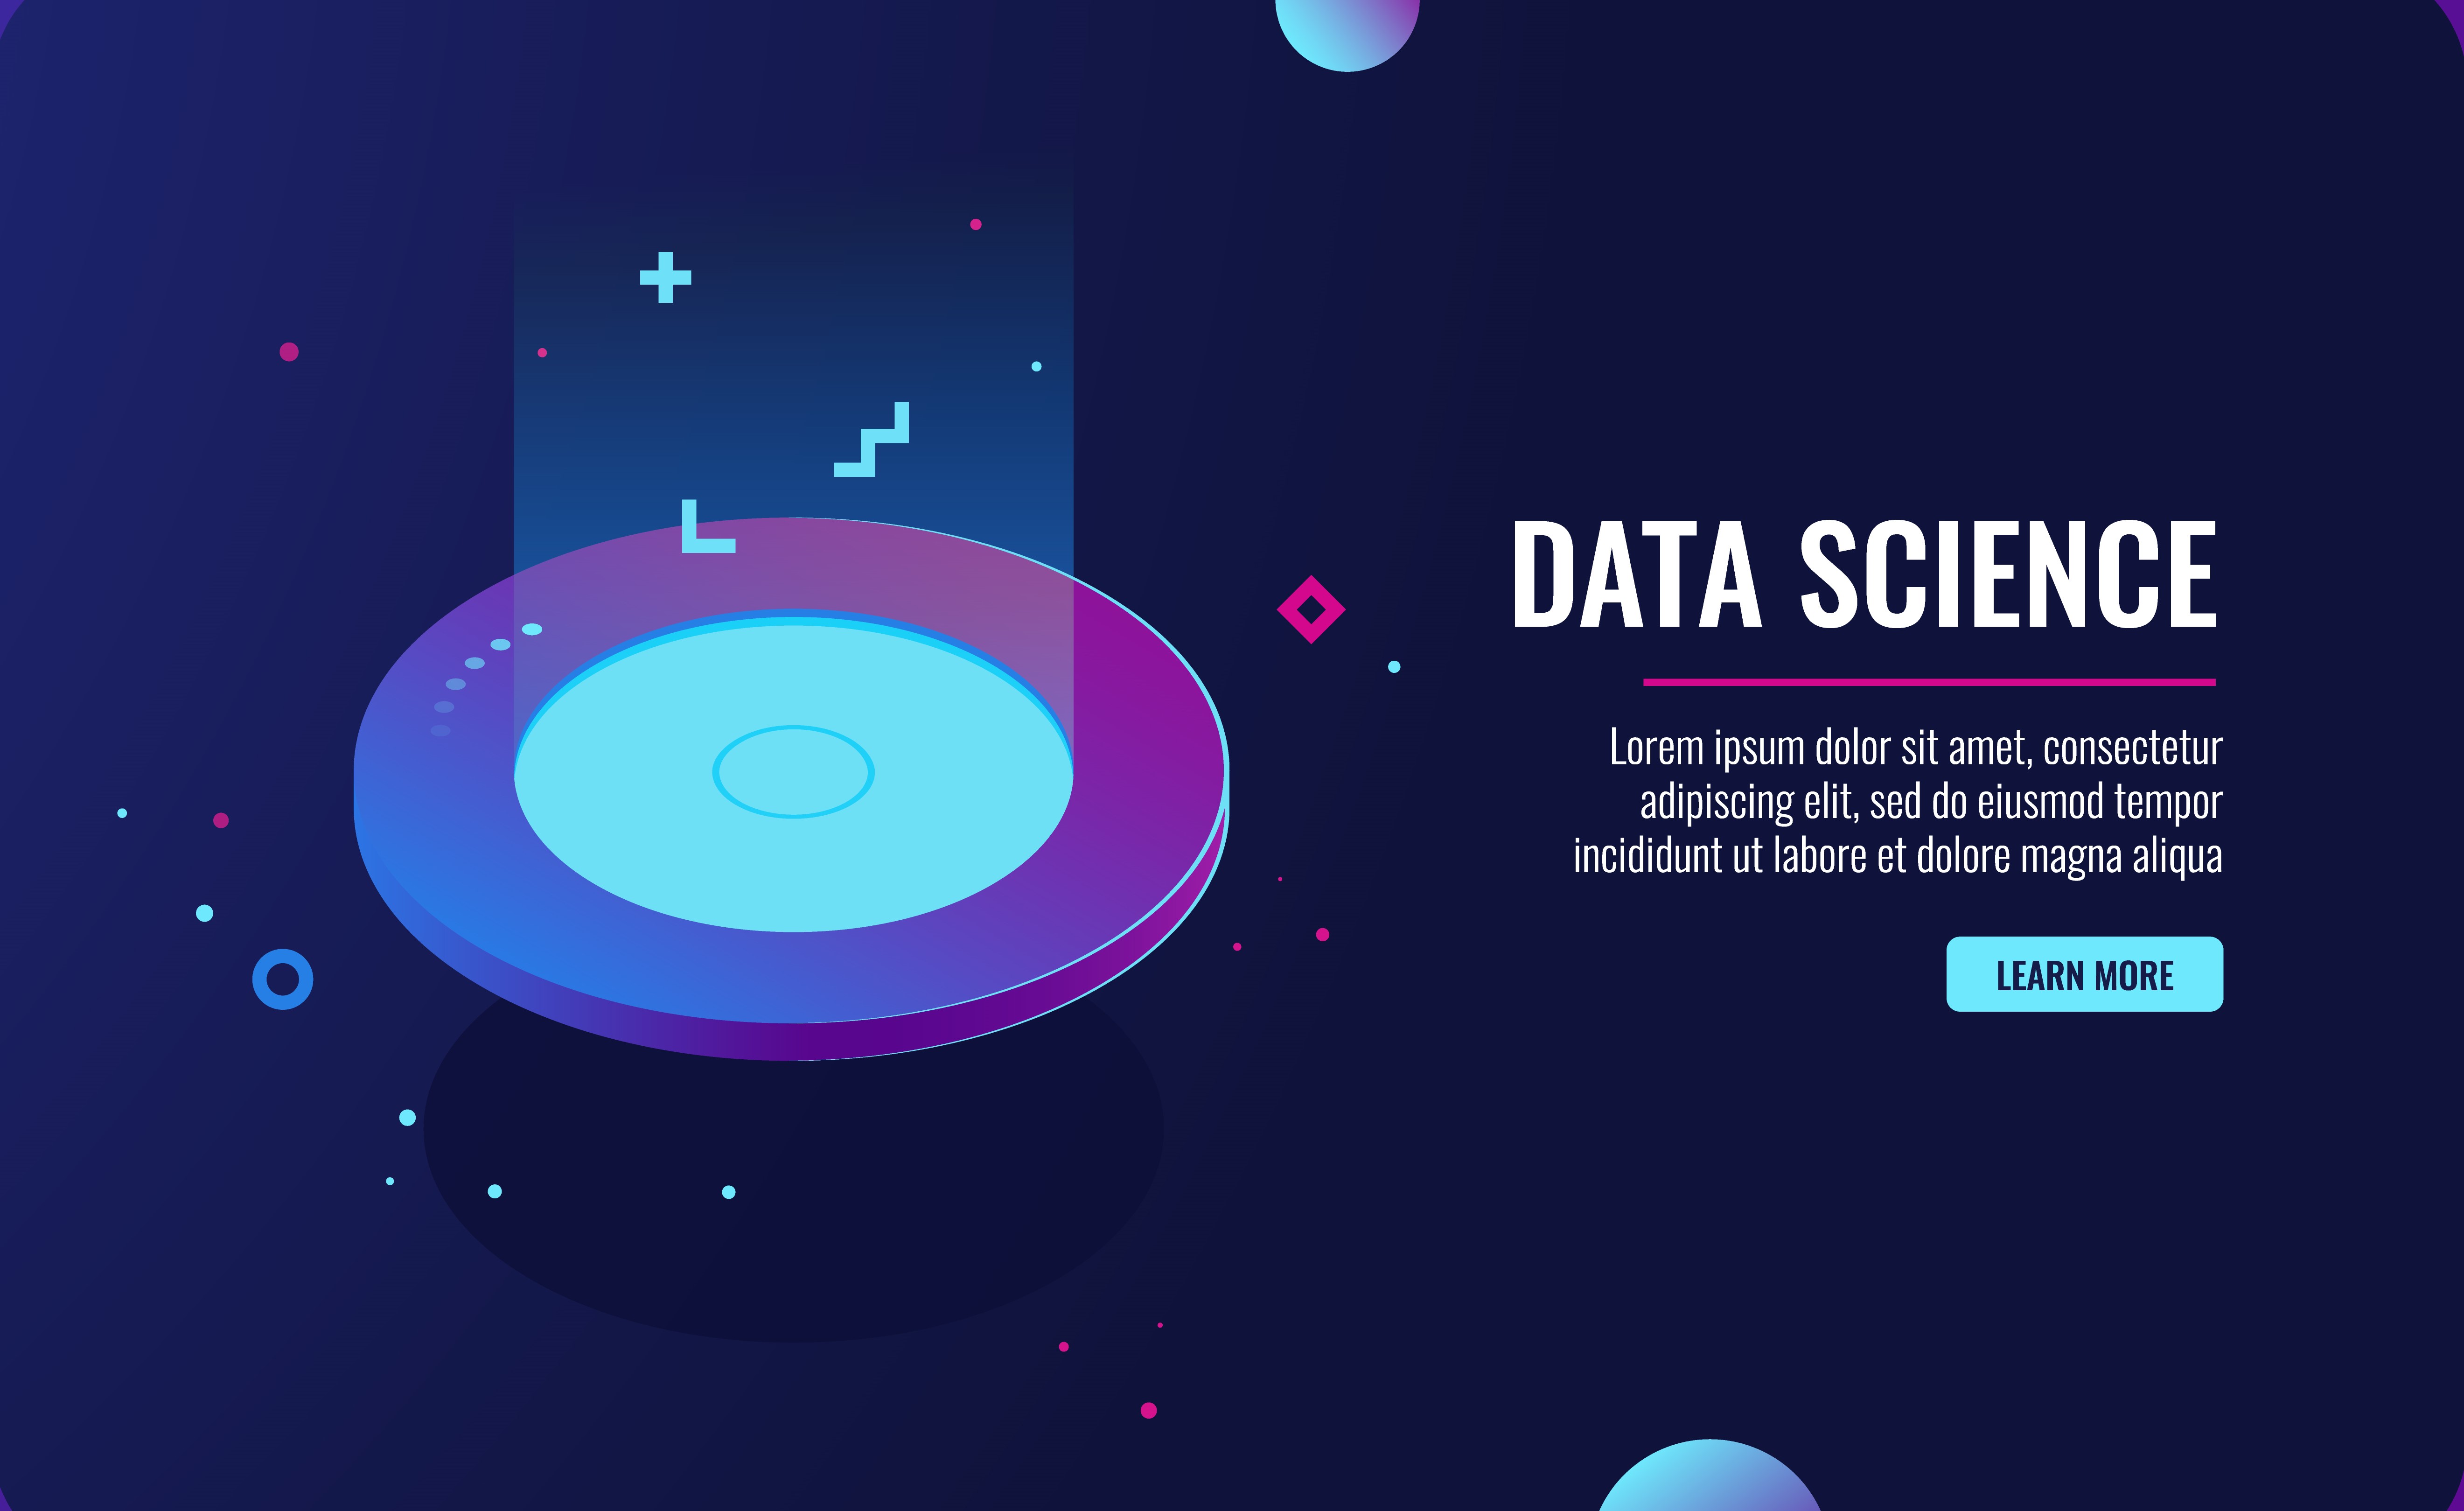 DATA SCIENCE
Lorem ipsum dolor sit amet, consectetur
adipiscing elit, sed do eiusmod tempor
incididunt ut labore et dolore magna aliqua
LEARN MORE